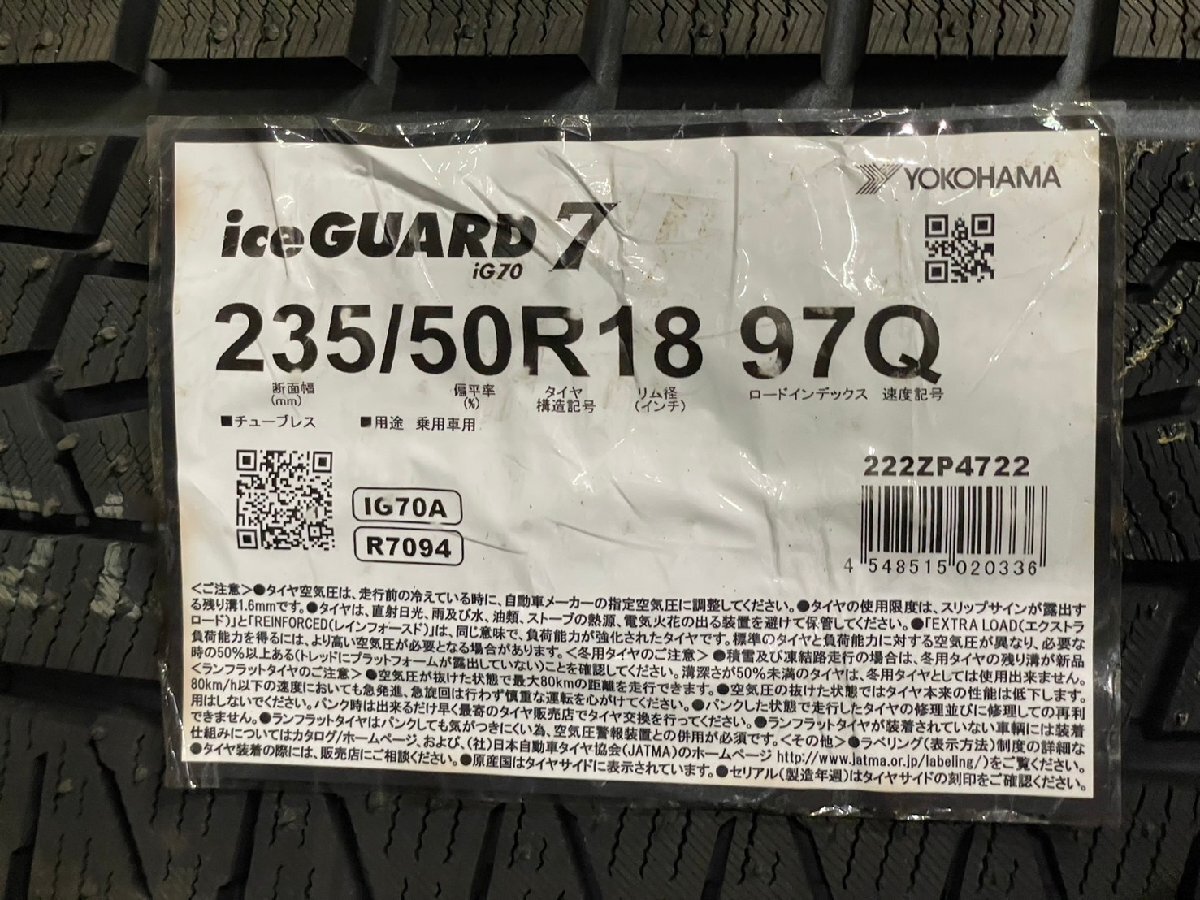 YOKOHAMA
iceGUARD 7
iG70
235/50R18 97Q
断面幅 偏平率 タイヤ リム径 ロードインデックス 速度記号
(mm) (%) 構造記号 (インチ)
■チューブレス ■用途 乗用車用
222ZP4722
IG70A
R7094
4 548515 020336
<ご注意>●タイヤ空気圧は、走行前の冷えている時に、自動車メーカーの指定空気圧に調整してください。●タイヤの使用限度は、スリップサインが露出す
る残り溝1.6mmです。●タイヤは、直射日光、雨及び水、油類、ストーブの熱源、電気火花の出る装置を避けて保管してください。●「EXTRA LOAD(エクストラ
ロード)」と「REINFORCED(レインフォースド)」は、同じ意味で、負荷能力が強化されたタイヤです。標準のタイヤと負荷能力に対する空気圧が異なり、必要な
負荷能力を得るには、より高い空気圧が必要となる場合があります。<冬用タイヤのご注意>●積雪及び凍結路走行の場合は、冬用タイヤの残り溝が新品
時の50%以上ある(トレッドにプラットフォームが露出していない)ことを確認してください。溝深さが50%未満のタイヤは、冬用タイヤとしては使用出来ません。
<ランフラットタイヤのご注意>●空気圧が抜けた状態で最大80kmの距離を走行できます。●空気圧の抜けた状態ではタイヤ本来の性能は低下します。
80km/h以下の速度においても急発進、急旋回は行わず慎重な運転を心がけてください。●パンクした状態で走行したタイヤの修理並びに修理しての再利
用はしないでください。パンク時は出来るだけ早く最寄のタイヤ販売店でタイヤ交換を行ってください。●ランフラットタイヤが装着されていない車輌には装着
できません。●ランフラットタイヤはパンクしても気がつきにくい為、空気圧警報装置との併用が必須です。<その他>●ラベリング(表示方法)制度の詳細な
仕組みについてはカタログ/ホームページ、および、(社)日本自動車タイヤ協会(JATMA)のホームページ http://www.jatma.or.jp/labeling/)をご覧ください。
●タイヤ装着の際には、販売店にご相談ください。●原産国はタイヤサイドに表示されています。●セリアル(製造年週)はタイヤサイドの刻印をご確認ください。